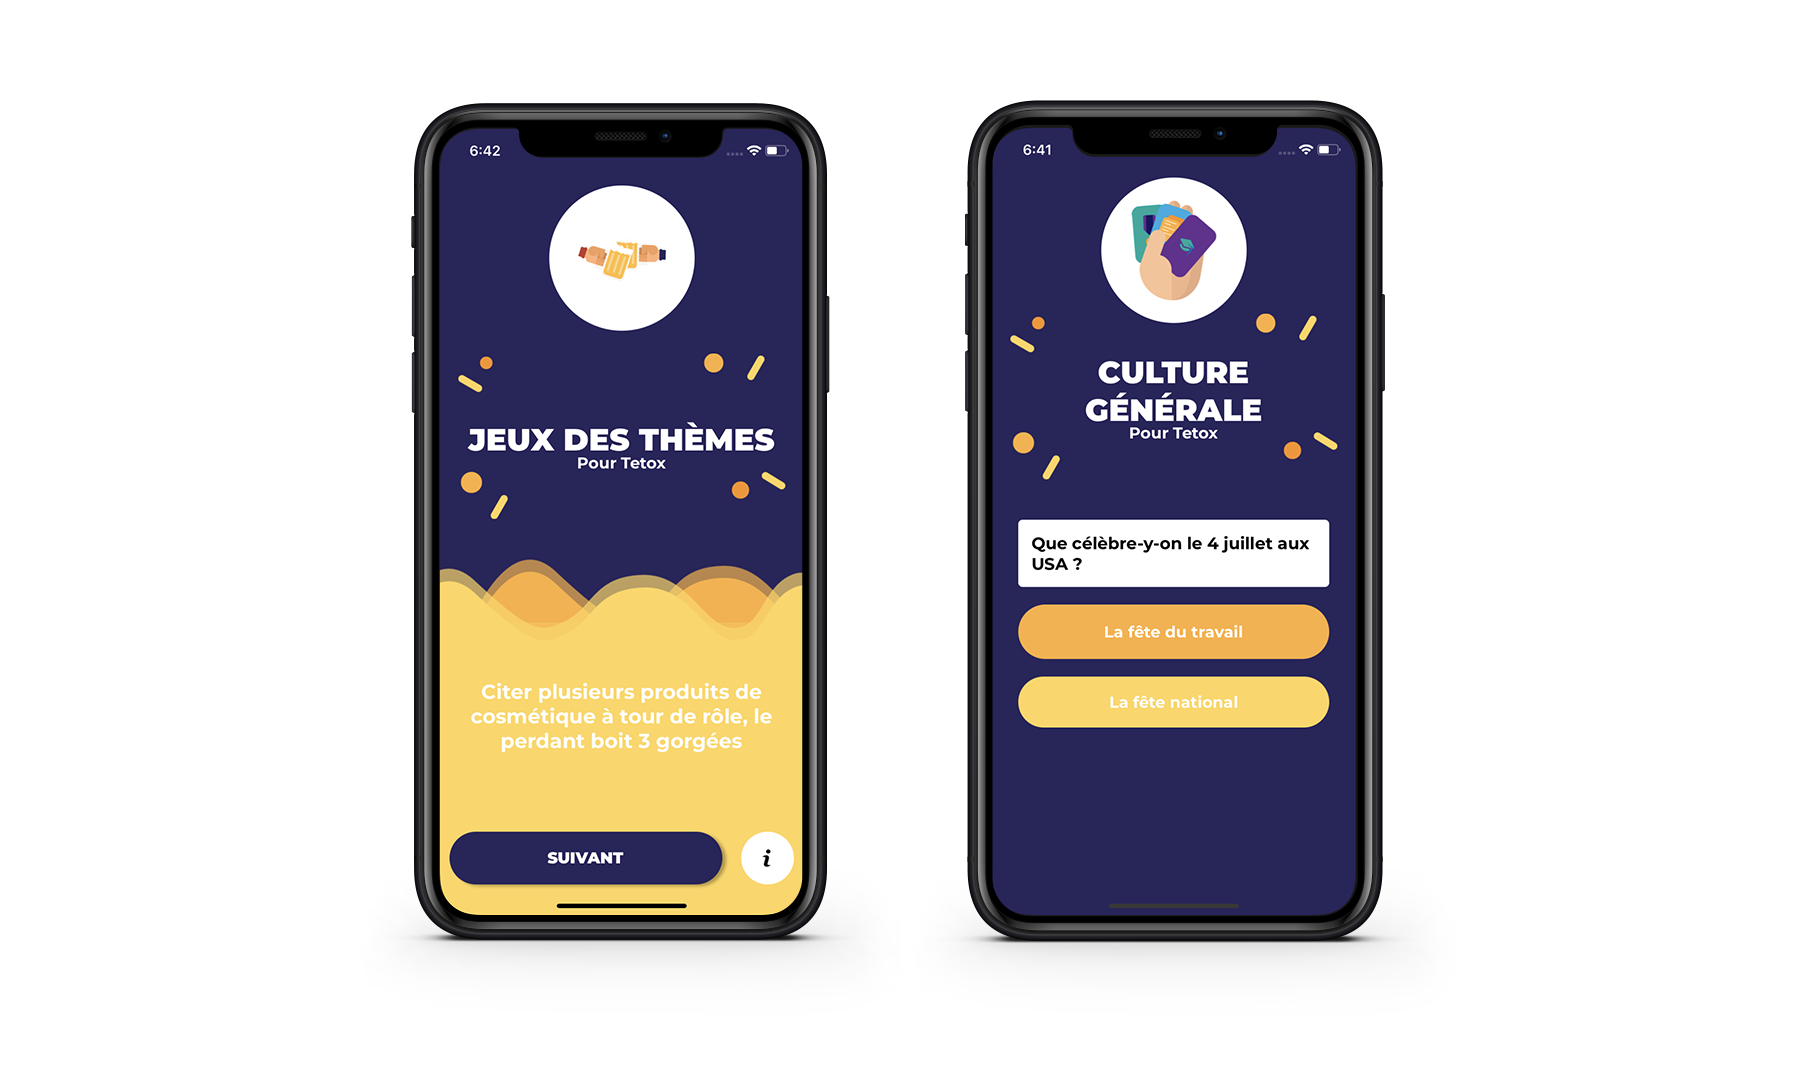 6:42
JEUX DES THÈMES
Pour Tetox
Citer plusieurs produits de
cosmétique à tour de rôle, le
perdant boit 3 gorgées
SUIVANT
i
6:41
CULTURE
GÉNÉRALE
Pour Tetox
Que célèbre-y-on le 4 juillet aux
USA ?
La fête du travail
La fête national